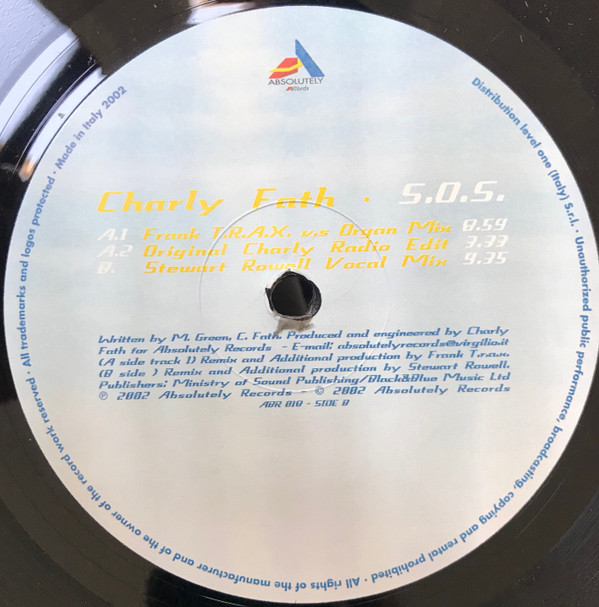 ABSOLUTELY
records
Charly Fath · S.O.S.
A.1 Frank T.R.A.X. v.s Organ Mix 8.59
A.2 Original Charly Radio Edit 3.33
B. Stewart Rowell Vocal Mix 9.35
Written by M. Green, C. Fath. Produced and engineered by Charly
Fath for Absolutely Records - E-mail: absolutelyrecords@virgilio.it
(A side track 1) Remix and Additional production by Frank T.r.a.x.
(B side ) Remix and Additional production by Stewart Rowell.
Publishers: Ministry of Sound Publishing/Black&Blue Music Ltd
℗ 2002 Absolutely Records - © 2002 Absolutely Records
ABR 010 - SIDE B
Distribution level one (Italy) S.r.l. · Unauthorized public performance, broadcasting, copying and rental prohibited · All rights of the manufacturer and of the owner of the record work reserved · All trademarks and logos protected · Made in Italy 2002